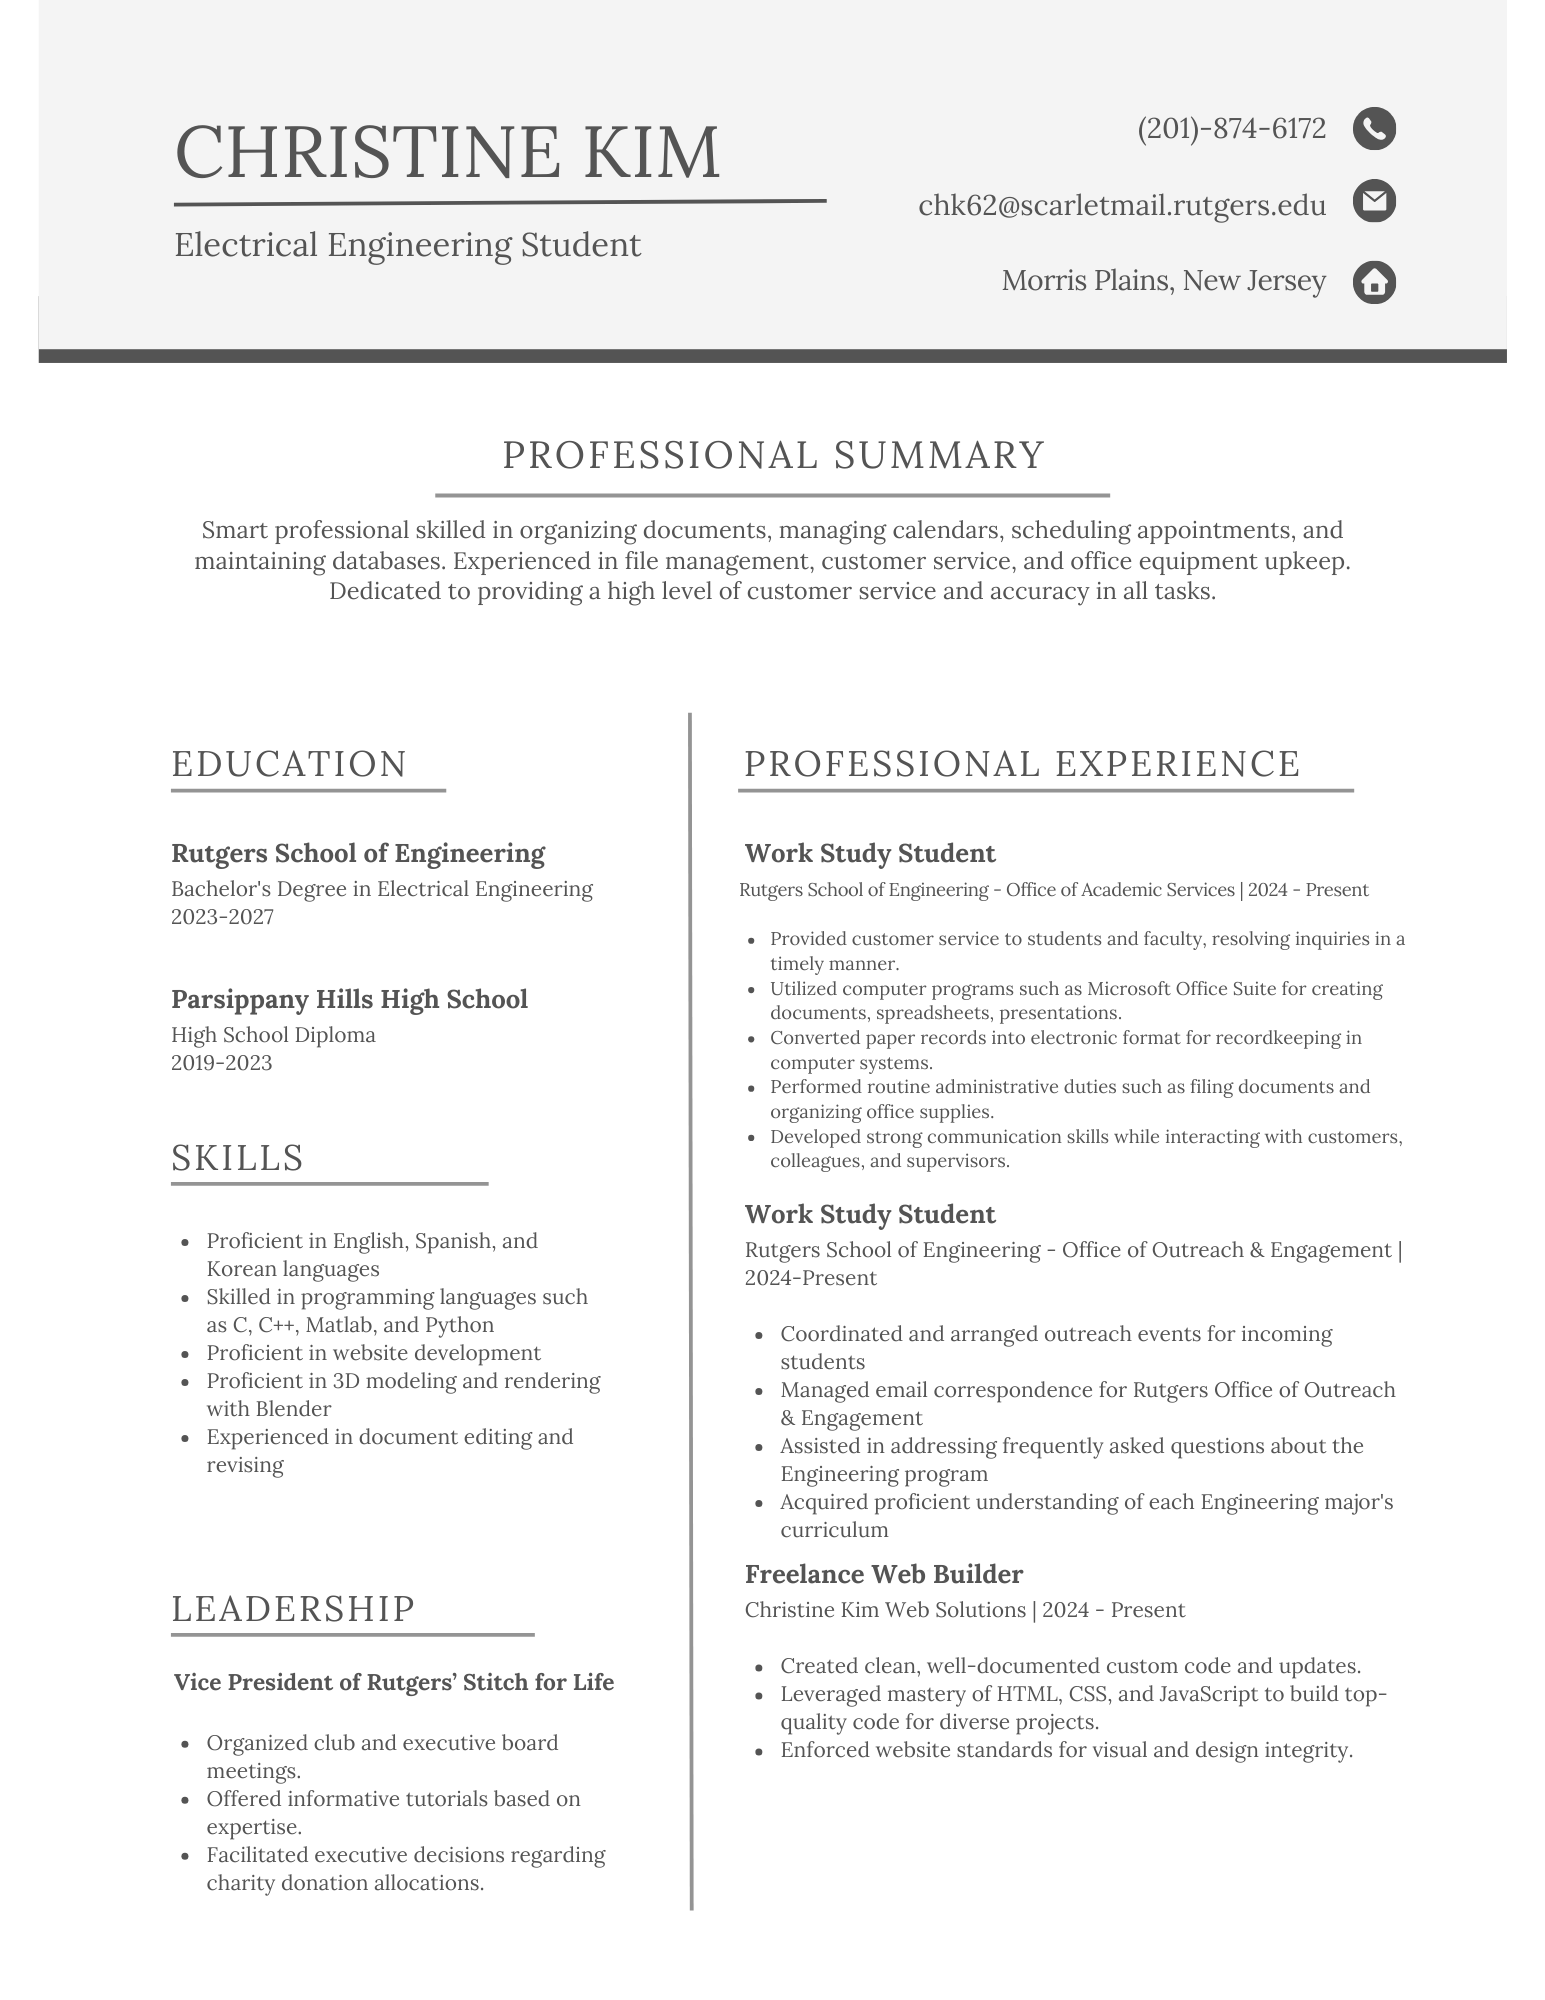 CHRISTINE KIM
Electrical Engineering Student
(201)-874-6172
chk62@scarletmail.rutgers.edu
Morris Plains, New Jersey
PROFESSIONAL SUMMARY
Smart professional skilled in organizing documents, managing calendars, scheduling appointments, and
maintaining databases. Experienced in file management, customer service, and office equipment upkeep.
Dedicated to providing a high level of customer service and accuracy in all tasks.
EDUCATION
Rutgers School of Engineering
Bachelor's Degree in Electrical Engineering
2023-2027
Parsippany Hills High School
High School Diploma
2019-2023
SKILLS
• Proficient in English, Spanish, and
Korean languages
• Skilled in programming languages such
as C, C++, Matlab, and Python
• Proficient in website development
• Proficient in 3D modeling and rendering
with Blender
• Experienced in document editing and
revising
LEADERSHIP
Vice President of Rutgers’ Stitch for Life
• Organized club and executive board
meetings.
• Offered informative tutorials based on
expertise.
• Facilitated executive decisions regarding
charity donation allocations.
PROFESSIONAL EXPERIENCE
Work Study Student
Rutgers School of Engineering - Office of Academic Services | 2024 - Present
• Provided customer service to students and faculty, resolving inquiries in a
timely manner.
• Utilized computer programs such as Microsoft Office Suite for creating
documents, spreadsheets, presentations.
• Converted paper records into electronic format for recordkeeping in
computer systems.
• Performed routine administrative duties such as filing documents and
organizing office supplies.
• Developed strong communication skills while interacting with customers,
colleagues, and supervisors.
Work Study Student
Rutgers School of Engineering - Office of Outreach & Engagement |
2024-Present
• Coordinated and arranged outreach events for incoming
students
• Managed email correspondence for Rutgers Office of Outreach
& Engagement
• Assisted in addressing frequently asked questions about the
Engineering program
• Acquired proficient understanding of each Engineering major's
curriculum
Freelance Web Builder
Christine Kim Web Solutions | 2024 - Present
• Created clean, well-documented custom code and updates.
• Leveraged mastery of HTML, CSS, and JavaScript to build top-
quality code for diverse projects.
• Enforced website standards for visual and design integrity.